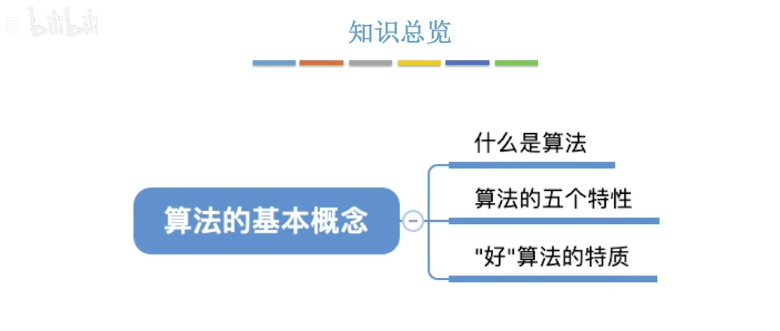 bilibili
知识总览
什么是算法
算法的五个特性
算法的基本概念
"好"算法的特质